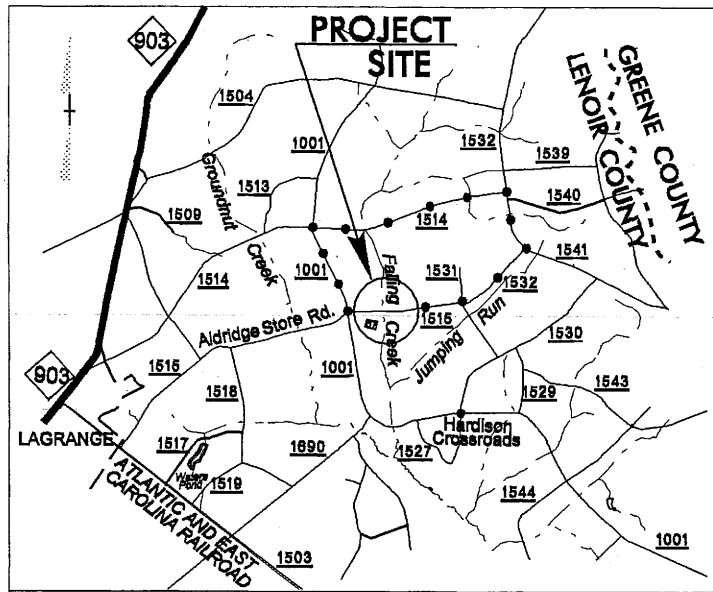 903
PROJECT
SITE
GREENE COUNTY
LENOIR COUNTY
1504
1001
1532
1539
Groundnut
Creek
1513
1540
1509
1514
1541
1514
1001
Falling
Creek
1531
1532
1515
Jumping Run
Aldridge Store Rd.
1530
903
1515
1518
1001
1529
1543
LAGRANGE
Hardison
Crossroads
1517
1690
1527
1519
1544
ATLANTIC AND EAST
CAROLINA RAILROAD
1503
1001